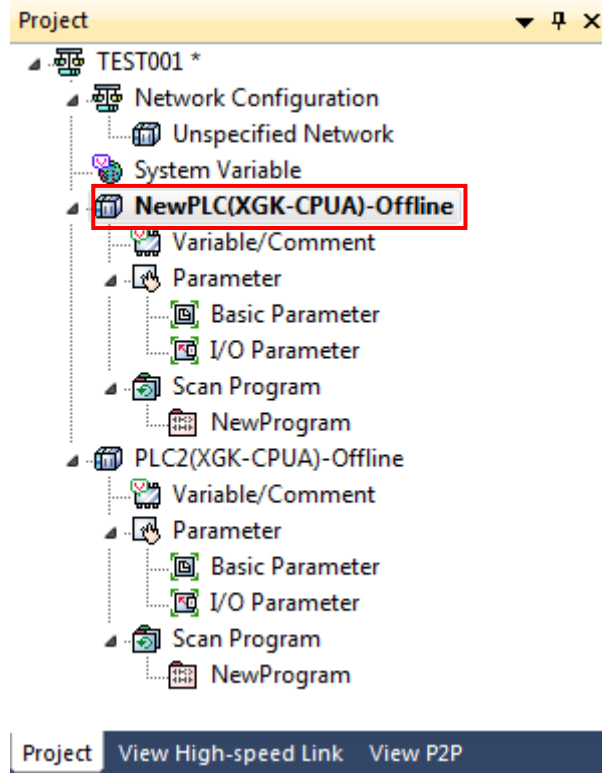 Project
TEST001 *
Network Configuration
Unspecified Network
System Variable
NewPLC(XGK-CPUA)-Offline
Variable/Comment
Parameter
Basic Parameter
I/O Parameter
Scan Program
NewProgram
PLC2(XGK-CPUA)-Offline
Variable/Comment
Parameter
Basic Parameter
I/O Parameter
Scan Program
NewProgram
Project View High-speed Link View P2P